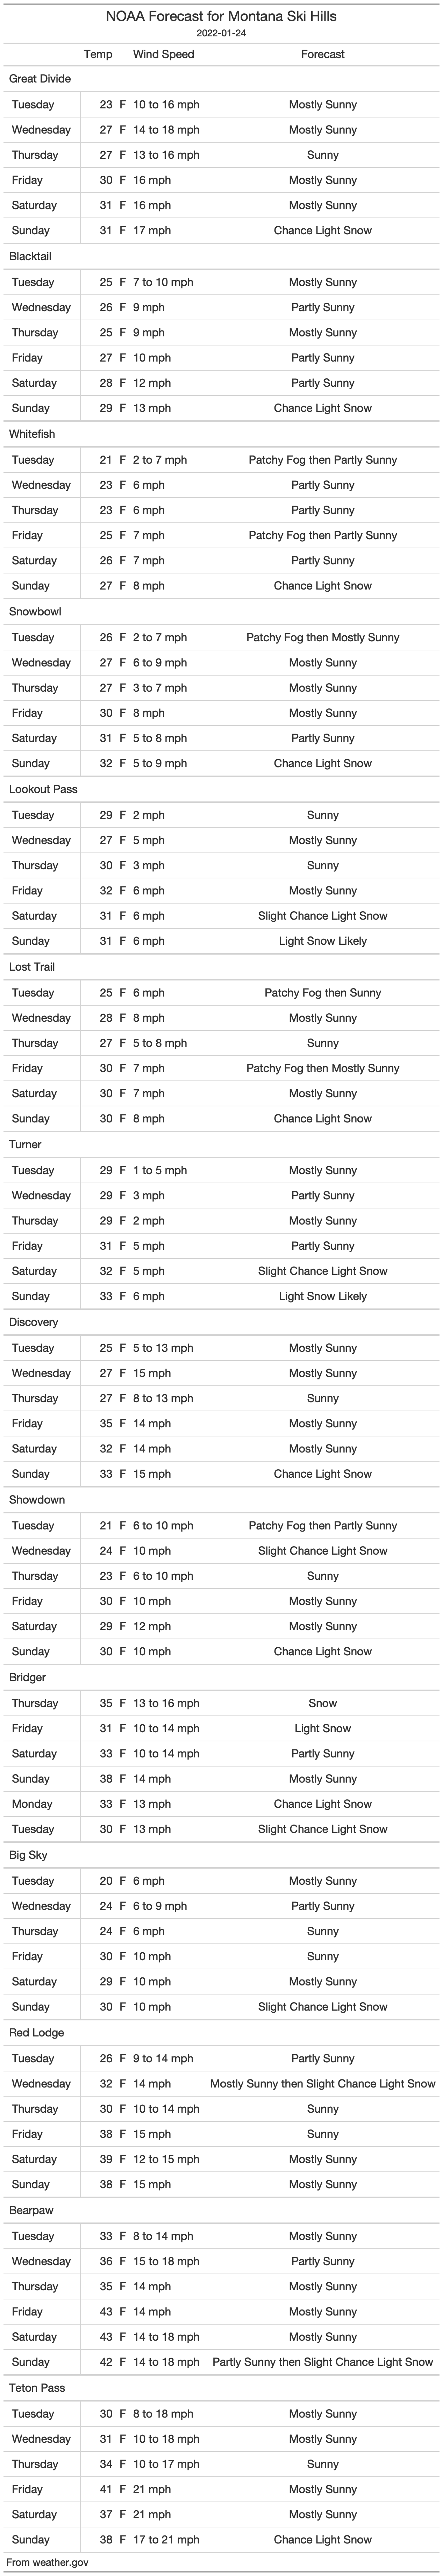 NOAA Forecast for Montana Ski Hills
2022-01-24
Temp Wind Speed Forecast
Great Divide
Tuesday 23 F 10 to 16 mph Mostly Sunny
Wednesday 27 F 14 to 18 mph Mostly Sunny
Thursday 27 F 13 to 16 mph Sunny
Friday 30 F 16 mph Mostly Sunny
Saturday 31 F 16 mph Mostly Sunny
Sunday 31 F 17 mph Chance Light Snow
Blacktail
Tuesday 25 F 7 to 10 mph Mostly Sunny
Wednesday 26 F 9 mph Partly Sunny
Thursday 25 F 9 mph Mostly Sunny
Friday 27 F 10 mph Partly Sunny
Saturday 28 F 12 mph Partly Sunny
Sunday 29 F 13 mph Chance Light Snow
Whitefish
Tuesday 21 F 2 to 7 mph Patchy Fog then Partly Sunny
Wednesday 23 F 6 mph Partly Sunny
Thursday 23 F 6 mph Partly Sunny
Friday 25 F 7 mph Patchy Fog then Partly Sunny
Saturday 26 F 7 mph Partly Sunny
Sunday 27 F 8 mph Chance Light Snow
Snowbowl
Tuesday 26 F 2 to 7 mph Patchy Fog then Mostly Sunny
Wednesday 27 F 6 to 9 mph Mostly Sunny
Thursday 27 F 3 to 7 mph Mostly Sunny
Friday 30 F 8 mph Mostly Sunny
Saturday 31 F 5 to 8 mph Partly Sunny
Sunday 32 F 5 to 9 mph Chance Light Snow
Lookout Pass
Tuesday 29 F 2 mph Sunny
Wednesday 27 F 5 mph Mostly Sunny
Thursday 30 F 3 mph Sunny
Friday 32 F 6 mph Mostly Sunny
Saturday 31 F 6 mph Slight Chance Light Snow
Sunday 31 F 6 mph Light Snow Likely
Lost Trail
Tuesday 25 F 6 mph Patchy Fog then Sunny
Wednesday 28 F 8 mph Mostly Sunny
Thursday 27 F 5 to 8 mph Sunny
Friday 30 F 7 mph Patchy Fog then Mostly Sunny
Saturday 30 F 7 mph Mostly Sunny
Sunday 30 F 8 mph Chance Light Snow
Turner
Tuesday 29 F 1 to 5 mph Mostly Sunny
Wednesday 29 F 3 mph Partly Sunny
Thursday 29 F 2 mph Mostly Sunny
Friday 31 F 5 mph Partly Sunny
Saturday 32 F 5 mph Slight Chance Light Snow
Sunday 33 F 6 mph Light Snow Likely
Discovery
Tuesday 25 F 5 to 13 mph Mostly Sunny
Wednesday 27 F 15 mph Mostly Sunny
Thursday 27 F 8 to 13 mph Sunny
Friday 35 F 14 mph Mostly Sunny
Saturday 32 F 14 mph Mostly Sunny
Sunday 33 F 15 mph Chance Light Snow
Showdown
Tuesday 21 F 6 to 10 mph Patchy Fog then Partly Sunny
Wednesday 24 F 10 mph Slight Chance Light Snow
Thursday 23 F 6 to 10 mph Sunny
Friday 30 F 10 mph Mostly Sunny
Saturday 29 F 12 mph Mostly Sunny
Sunday 30 F 10 mph Chance Light Snow
Bridger
Thursday 35 F 13 to 16 mph Snow
Friday 31 F 10 to 14 mph Light Snow
Saturday 33 F 10 to 14 mph Partly Sunny
Sunday 38 F 14 mph Mostly Sunny
Monday 33 F 13 mph Chance Light Snow
Tuesday 30 F 13 mph Slight Chance Light Snow
Big Sky
Tuesday 20 F 6 mph Mostly Sunny
Wednesday 24 F 6 to 9 mph Partly Sunny
Thursday 24 F 6 mph Sunny
Friday 30 F 10 mph Sunny
Saturday 29 F 10 mph Mostly Sunny
Sunday 30 F 10 mph Slight Chance Light Snow
Red Lodge
Tuesday 26 F 9 to 14 mph Partly Sunny
Wednesday 32 F 14 mph Mostly Sunny then Slight Chance Light Snow
Thursday 30 F 10 to 14 mph Sunny
Friday 38 F 15 mph Sunny
Saturday 39 F 12 to 15 mph Mostly Sunny
Sunday 38 F 15 mph Mostly Sunny
Bearpaw
Tuesday 33 F 8 to 14 mph Mostly Sunny
Wednesday 36 F 15 to 18 mph Partly Sunny
Thursday 35 F 14 mph Mostly Sunny
Friday 43 F 14 mph Mostly Sunny
Saturday 43 F 14 to 18 mph Mostly Sunny
Sunday 42 F 14 to 18 mph Partly Sunny then Slight Chance Light Snow
Teton Pass
Tuesday 30 F 8 to 18 mph Mostly Sunny
Wednesday 31 F 10 to 18 mph Mostly Sunny
Thursday 34 F 10 to 17 mph Sunny
Friday 41 F 21 mph Mostly Sunny
Saturday 37 F 21 mph Mostly Sunny
Sunday 38 F 17 to 21 mph Chance Light Snow
From weather.gov